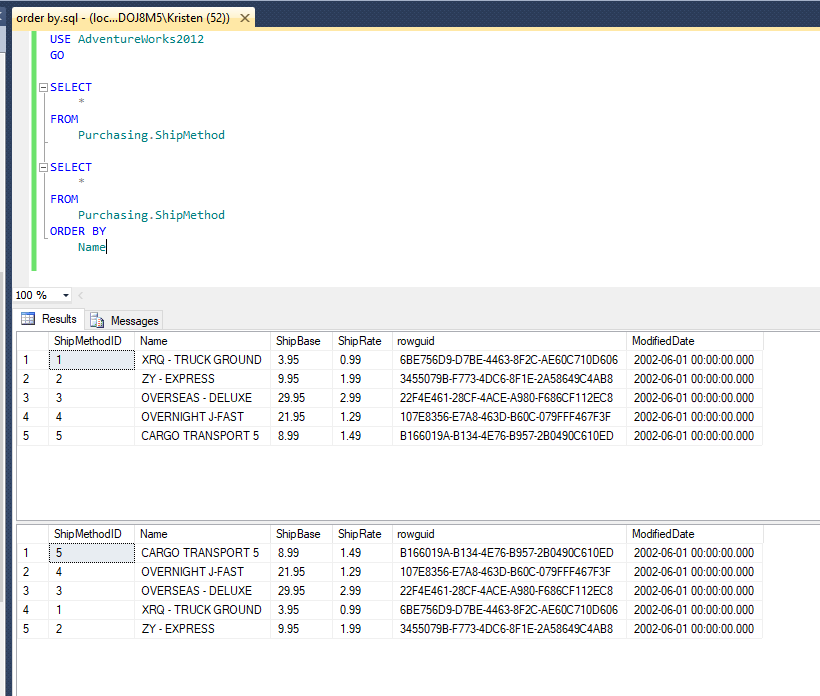 order by.sql - (loc...DOJ8M5\Kristen (52))
USE AdventureWorks2012
GO
SELECT
*
FROM
Purchasing.ShipMethod
SELECT
*
FROM
Purchasing.ShipMethod
ORDER BY
Name
100 %
Results Messages
ShipMethodID Name ShipBase ShipRate rowguid ModifiedDate
1 1 XRQ - TRUCK GROUND 3.95 0.99 6BE756D9-D7BE-4463-8F2C-AE60C710D606 2002-06-01 00:00:00.000
2 2 ZY - EXPRESS 9.95 1.99 3455079B-F773-4DC6-8F1E-2A58649C4AB8 2002-06-01 00:00:00.000
3 3 OVERSEAS - DELUXE 29.95 2.99 22F4E461-28CF-4ACE-A980-F686CF112EC8 2002-06-01 00:00:00.000
4 4 OVERNIGHT J-FAST 21.95 1.29 107E8356-E7A8-463D-B60C-079FFF467F3F 2002-06-01 00:00:00.000
5 5 CARGO TRANSPORT 5 8.99 1.49 B166019A-B134-4E76-B957-2B0490C610ED 2002-06-01 00:00:00.000
ShipMethodID Name ShipBase ShipRate rowguid ModifiedDate
1 5 CARGO TRANSPORT 5 8.99 1.49 B166019A-B134-4E76-B957-2B0490C610ED 2002-06-01 00:00:00.000
2 4 OVERNIGHT J-FAST 21.95 1.29 107E8356-E7A8-463D-B60C-079FFF467F3F 2002-06-01 00:00:00.000
3 3 OVERSEAS - DELUXE 29.95 2.99 22F4E461-28CF-4ACE-A980-F686CF112EC8 2002-06-01 00:00:00.000
4 1 XRQ - TRUCK GROUND 3.95 0.99 6BE756D9-D7BE-4463-8F2C-AE60C710D606 2002-06-01 00:00:00.000
5 2 ZY - EXPRESS 9.95 1.99 3455079B-F773-4DC6-8F1E-2A58649C4AB8 2002-06-01 00:00:00.000